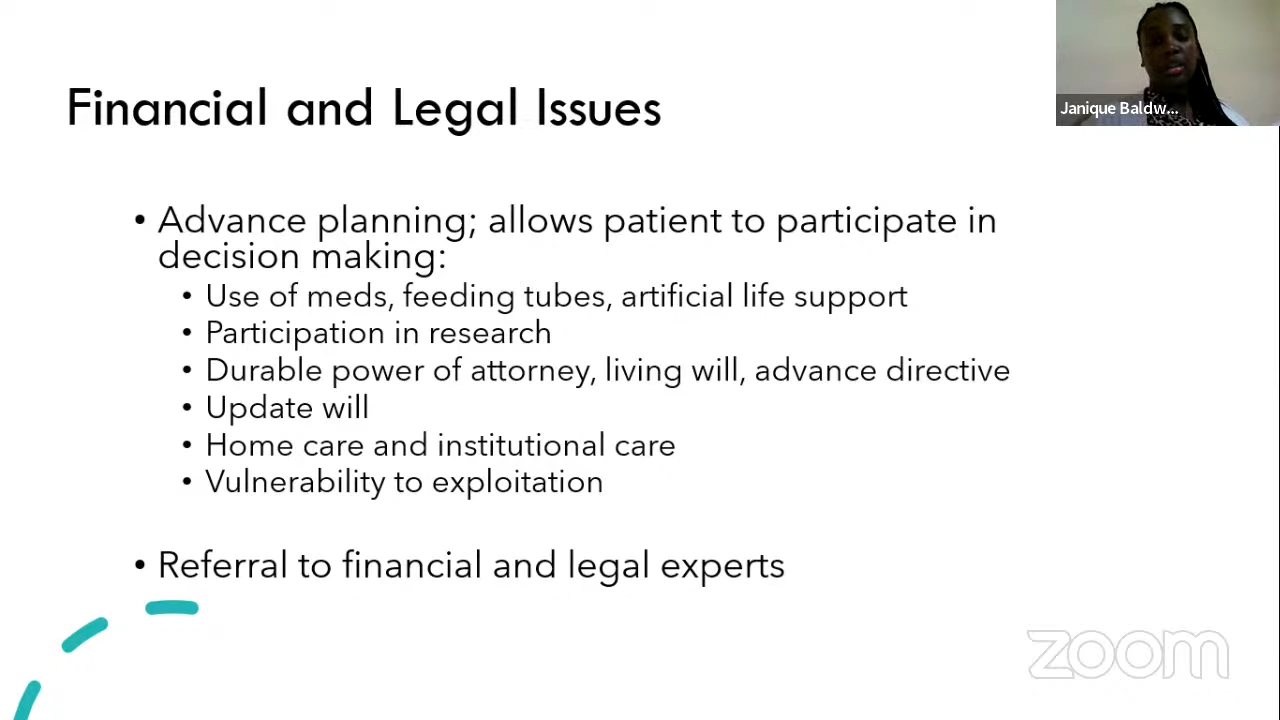 Financial and Legal Issues
Janique Baldw...
• Advance planning; allows patient to participate in
decision making:
• Use of meds, feeding tubes, artificial life support
• Participation in research
• Durable power of attorney, living will, advance directive
• Update will
• Home care and institutional care
• Vulnerability to exploitation
• Referral to financial and legal experts
zoom